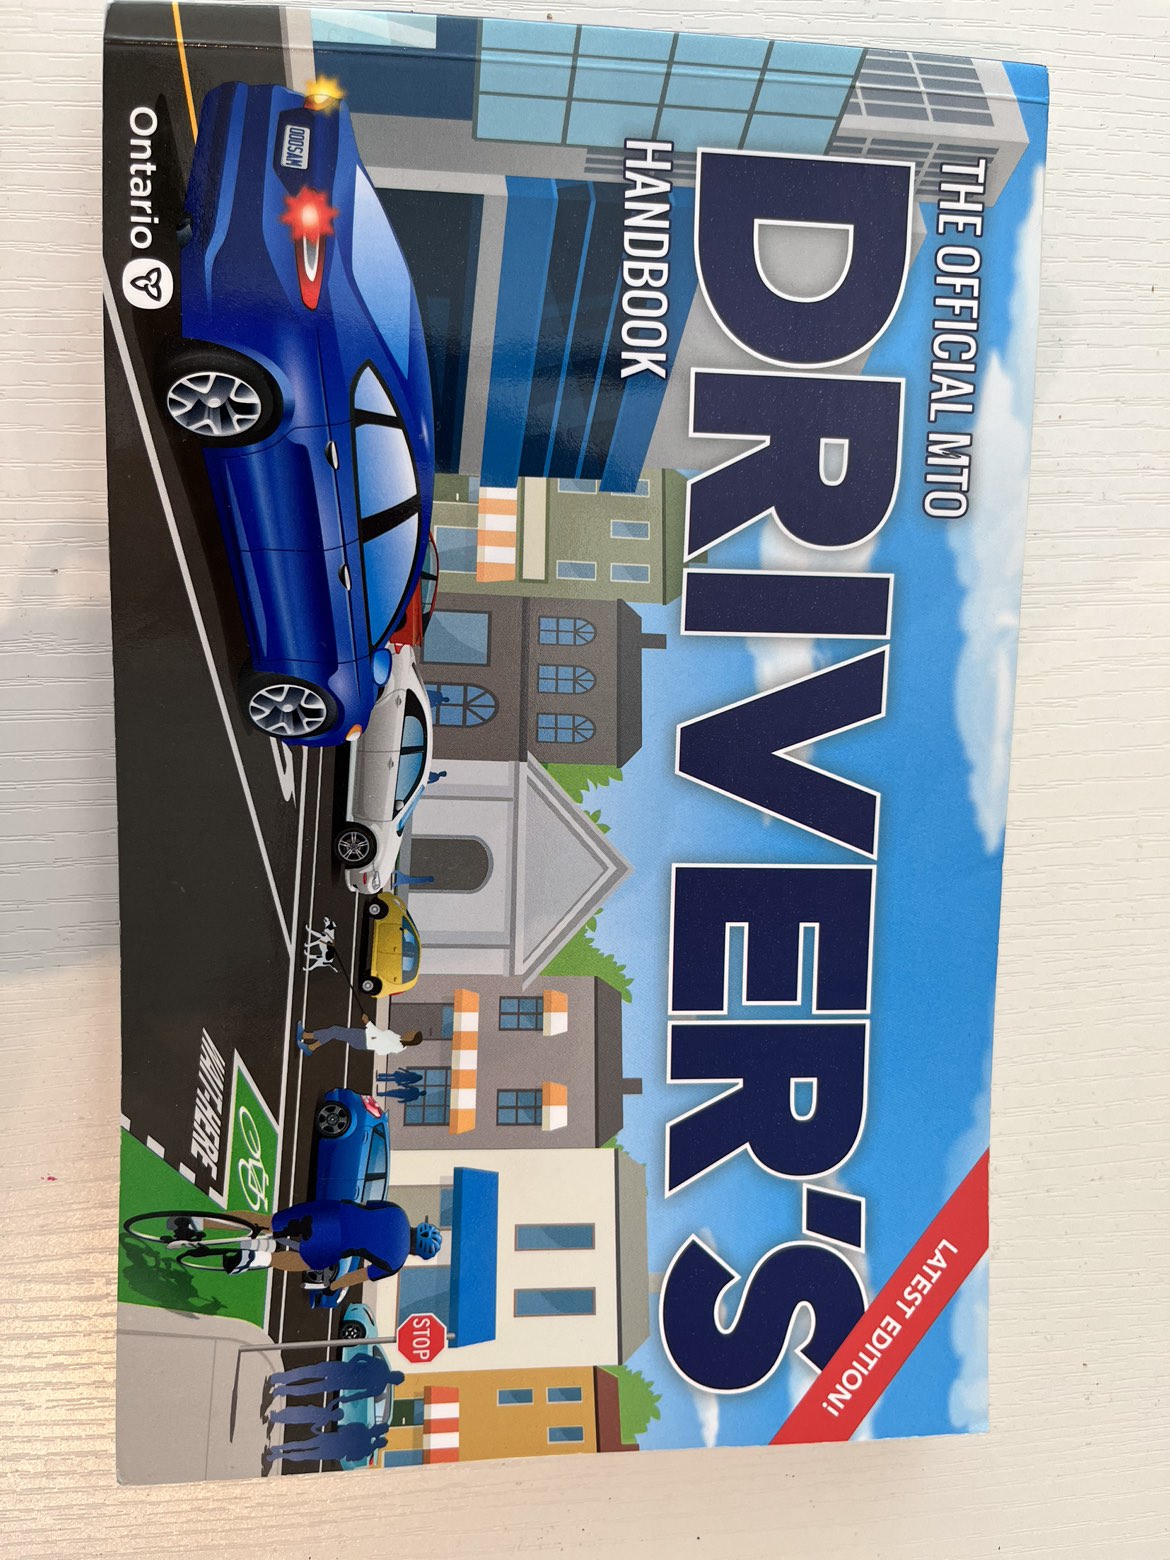 THE OFFICIAL MTO
DRIVER'S
HANDBOOK
LATEST EDITION!
STOP
WAIT HERE
Ontario